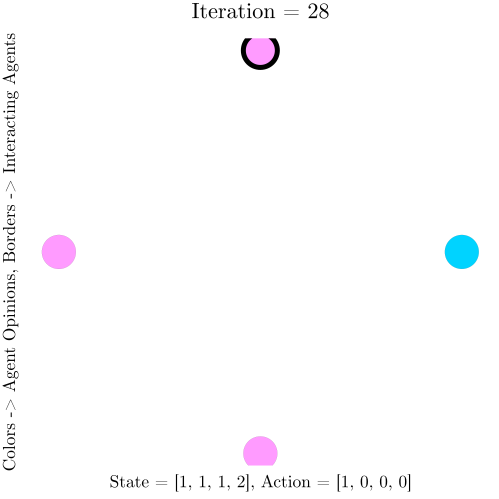 Iteration = 28
Colors -> Agent Opinions, Borders -> Interacting Agents
State = [1, 1, 1, 2], Action = [1, 0, 0, 0]